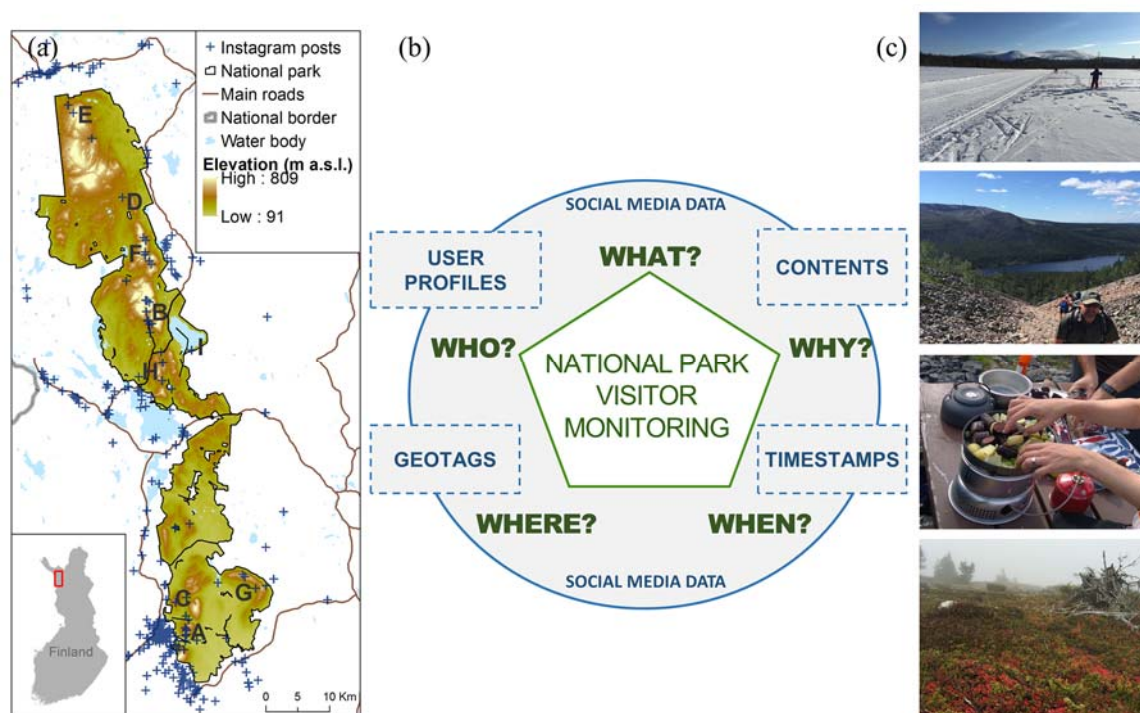 (a)
Instagram posts
National park
Main roads
National border
Water body
Elevation (m a.s.l.)
High : 809
Low : 91
E
D
F
B
I
H
C
G
A
Finland
0 5 10 Km
(b)
SOCIAL MEDIA DATA
USER
PROFILES
WHAT?
CONTENTS
WHO?
WHY?
NATIONAL PARK
VISITOR
MONITORING
GEOTAGS
TIMESTAMPS
WHERE?
WHEN?
SOCIAL MEDIA DATA
(c)